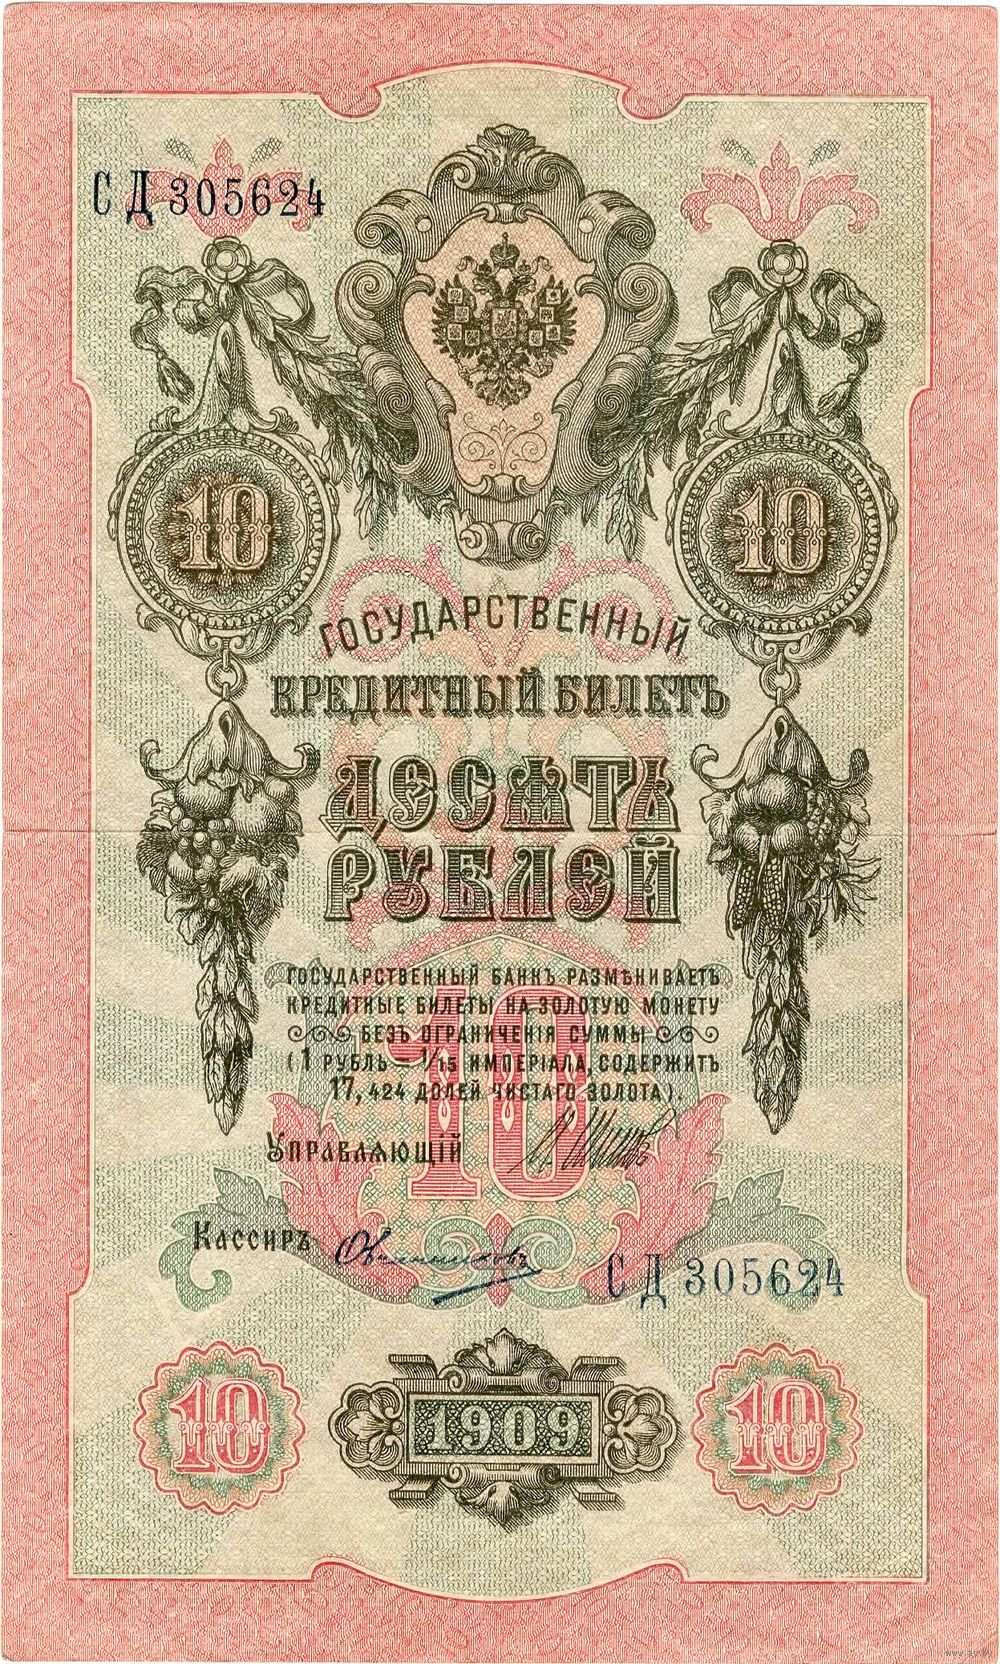 СД 305624
10 10
ГОСУДАРСТВЕННЫЙ
КРЕДИТНЫЙ БИЛЕТЪ
ДЕСЯТЬ
РУБЛЕЙ
ГОСУДАРСТВЕННЫЙ БАНКЪ РАЗМѢНИВАЕТЪ
КРЕДИТНЫЕ БИЛЕТЫ НА ЗОЛОТУЮ МОНЕТУ
БЕЗЪ ОГРАНИЧЕНІЯ СУММЫ
(1 РУБЛЬ = 1/15 ИМПЕРІАЛА, СОДЕРЖИТЪ
17,424 ДОЛЕЙ ЧИСТАГО ЗОЛОТА).
10
Управляющій
Кассиръ Овчинниковъ
СД 305624
10 1909 10